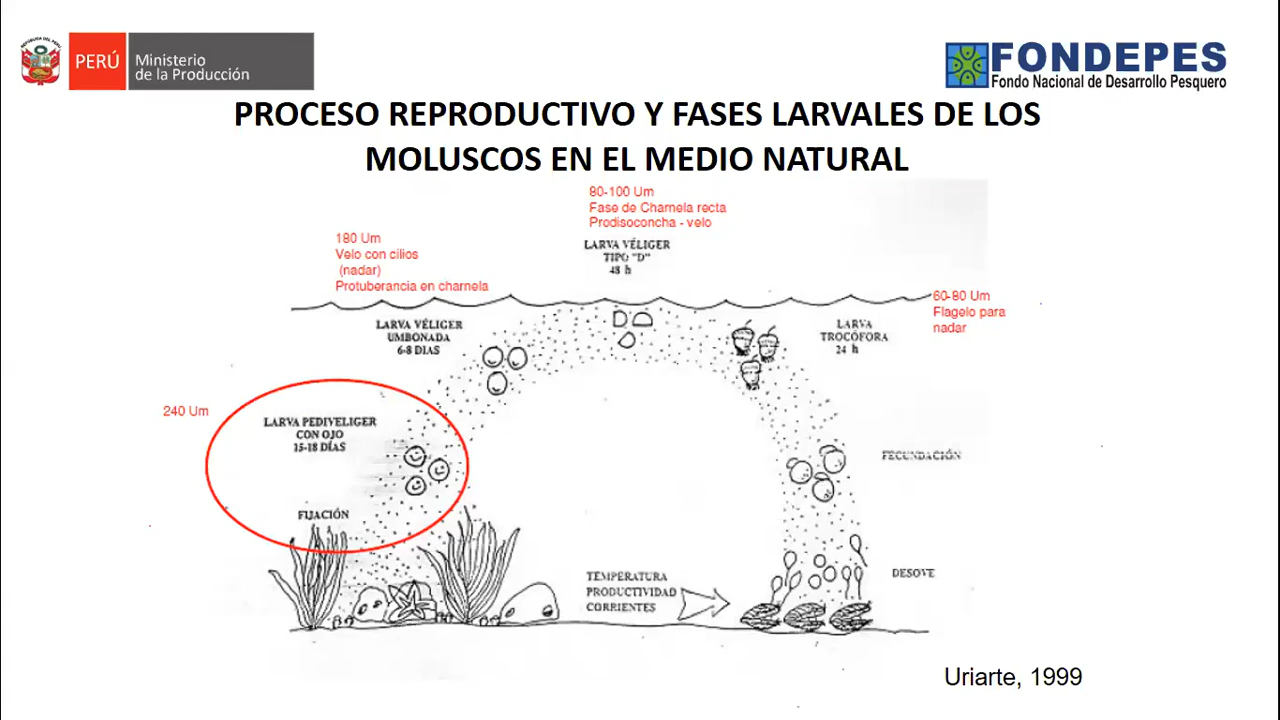 REPÚBLICA DEL PERÚ
PERÚ
Ministerio
de la Producción
FONDEPES
Fondo Nacional de Desarrollo Pesquero
PROCESO REPRODUCTIVO Y FASES LARVALES DE LOS
MOLUSCOS EN EL MEDIO NATURAL
80-100 Um
Fase de Charnela recta
Prodisoconcha - velo
LARVA VÉLIGER
TIPO "D"
48 h
180 Um
Velo con cilios
(nadar)
Protuberancia en charnela
60-80 Um
Flagelo para
nadar
LARVA VÉLIGER
UMBONADA
6-8 DIAS
LARVA
TROCÓFORA
24 h
240 Um
LARVA PEDIVELIGER
CON OJO
15-18 DÍAS
FECUNDACIÓN
FIJACIÓN
DESOVE
TEMPERATURA
PRODUCTIVIDAD
CORRIENTES
Uriarte, 1999